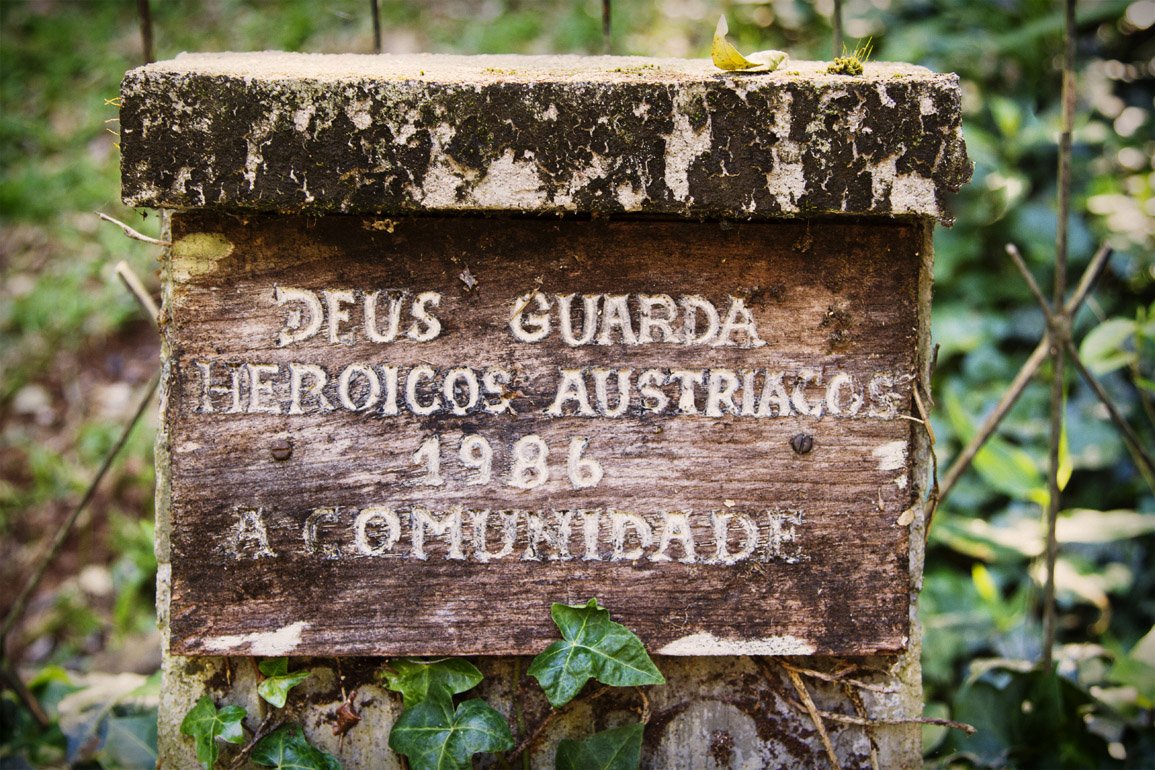 DEUS GUARDA
HEROICOS AUSTRIACOS
1986
A COMUNIDADE